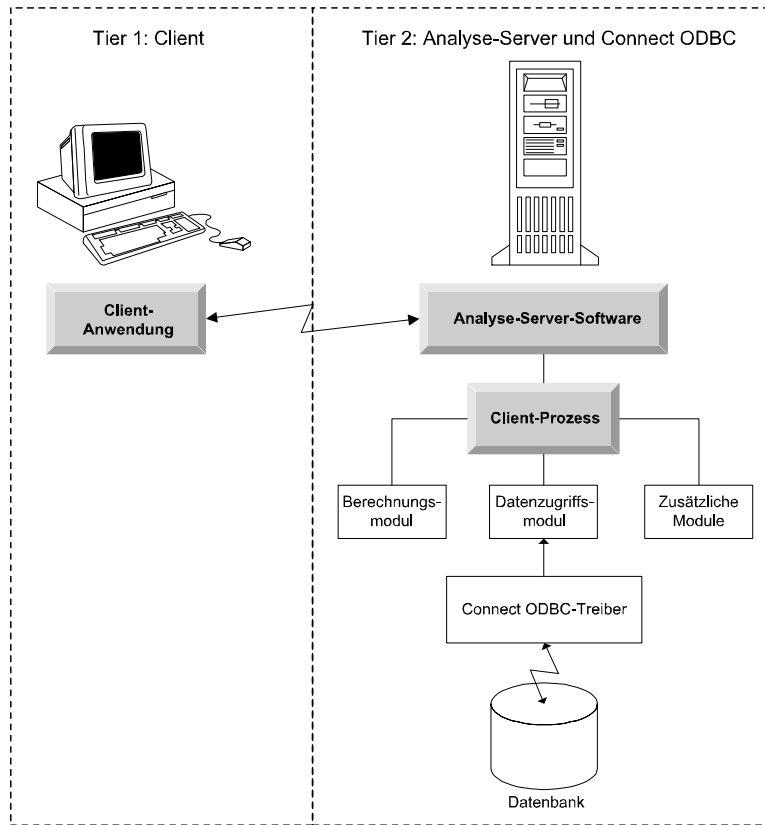 Tier 1: Client
Tier 2: Analyse-Server und Connect ODBC
Client-
Anwendung
Analyse-Server-Software
Client-Prozess
Berechnungs-
modul
Datenzugriffs-
modul
Zusätzliche
Module
Connect ODBC-Treiber
Datenbank